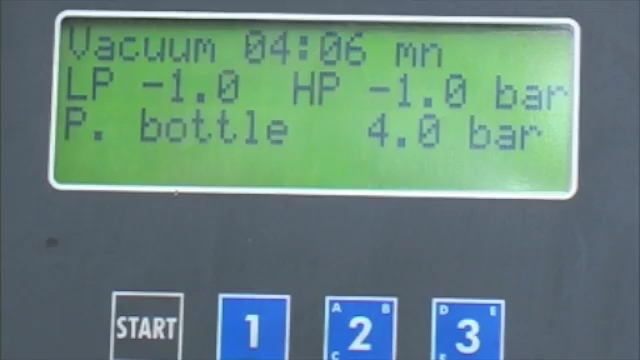 Vacuum 04:06 mn
LP -1.0 HP -1.0 bar
P. bottle 4.0 bar
START 1 A B 2 C D E 3